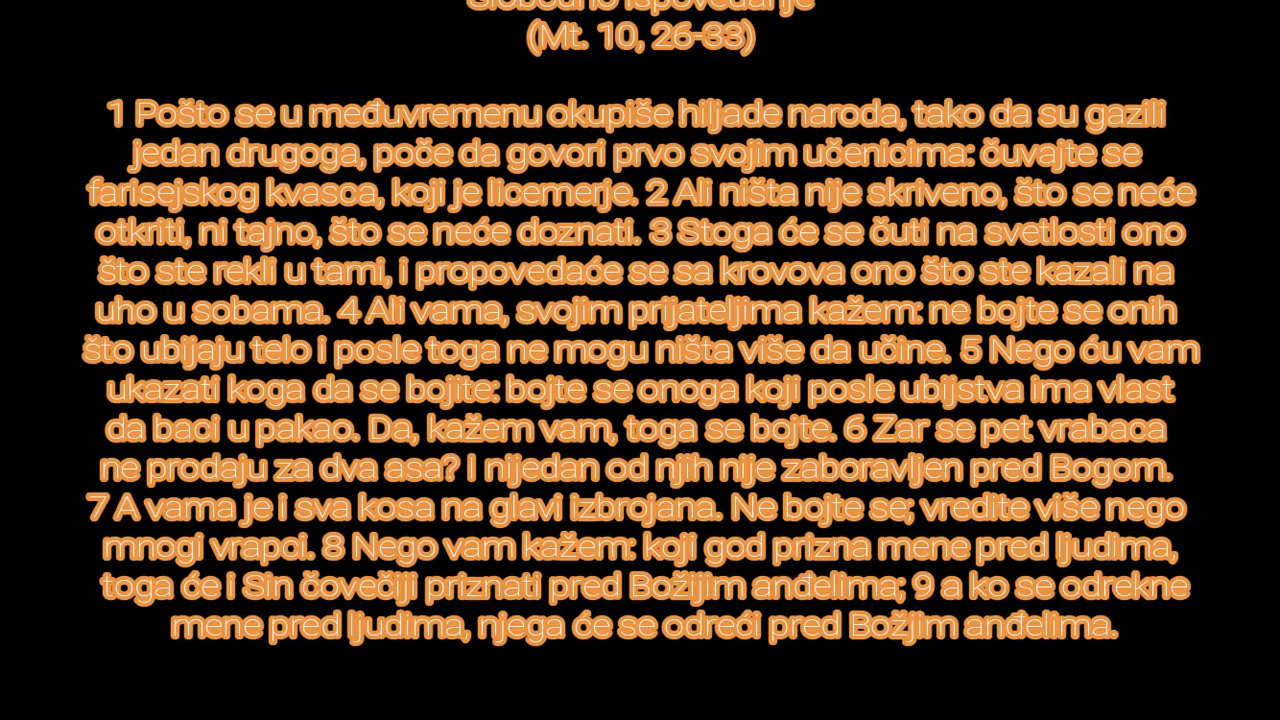 Slobodno ispovedanje
(Mt. 10, 26-33)
1 Pošto se u međuvremenu okupiše hiljade naroda, tako da su gazili
jedan drugoga, poče da govori prvo svojim učenicima: čuvajte se
farisejskog kvasca, koji je licemerje. 2 Ali ništa nije skriveno, što se neće
otkriti, ni tajno, što se neće doznati. 3 Stoga će se čuti na svetlosti ono
što ste rekli u tami, i propovedaće se sa krovova ono što ste kazali na
uho u sobama. 4 Ali vama, svojim prijateljima kažem: ne bojte se onih
što ubijaju telo i posle toga ne mogu ništa više da učine. 5 Nego ću vam
ukazati koga da se bojite: bojte se onoga koji posle ubijstva ima vlast
da baci u pakao. Da, kažem vam, toga se bojte. 6 Zar se pet vrabaca
ne prodaju za dva asa? I nijedan od njih nije zaboravljen pred Bogom.
7 A vama je i sva kosa na glavi izbrojana. Ne bojte se; vredite više nego
mnogi vrapci. 8 Nego vam kažem: koji god prizna mene pred ljudima,
toga će i Sin čovečiji priznati pred Božijim anđelima; 9 a ko se odrekne
mene pred ljudima, njega će se odreći pred Božjim anđelima.